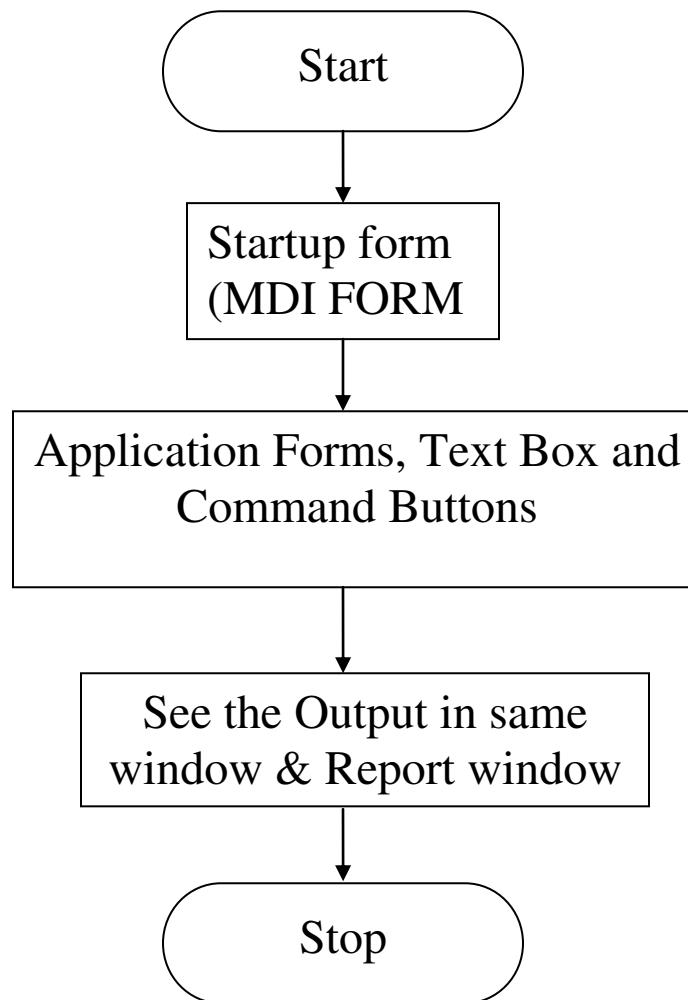 Start
Startup form
(MDI FORM
Application Forms, Text Box and
Command Buttons
See the Output in same
window & Report window
Stop